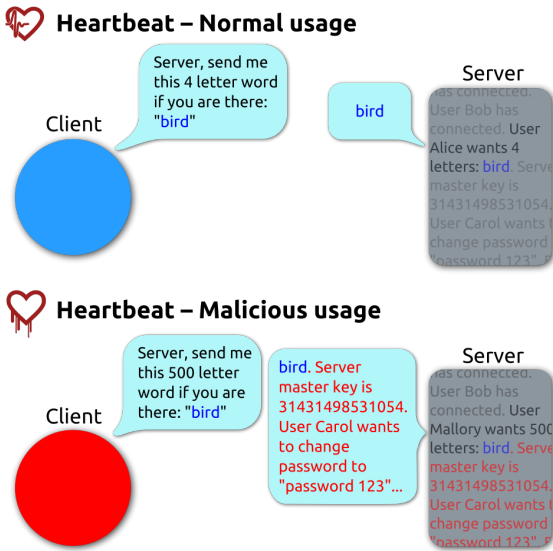 Heartbeat – Normal usage
Client
Server, send me
this 4 letter word
if you are there:
"bird"
bird
Server
has connected.
User Bob has
connected. User
Alice wants 4
letters: bird. Serve
master key is
31431498531054.
User Carol wants t
change password
"password 123".
Heartbeat – Malicious usage
Client
Server, send me
this 500 letter
word if you are
there: "bird"
bird. Server
master key is
31431498531054.
User Carol wants
to change
password to
"password 123"...
Server
has connected.
User Bob has
connected. User
Mallory wants 500
letters: bird. Serve
master key is
31431498531054.
User Carol wants t
change password
"password 123".